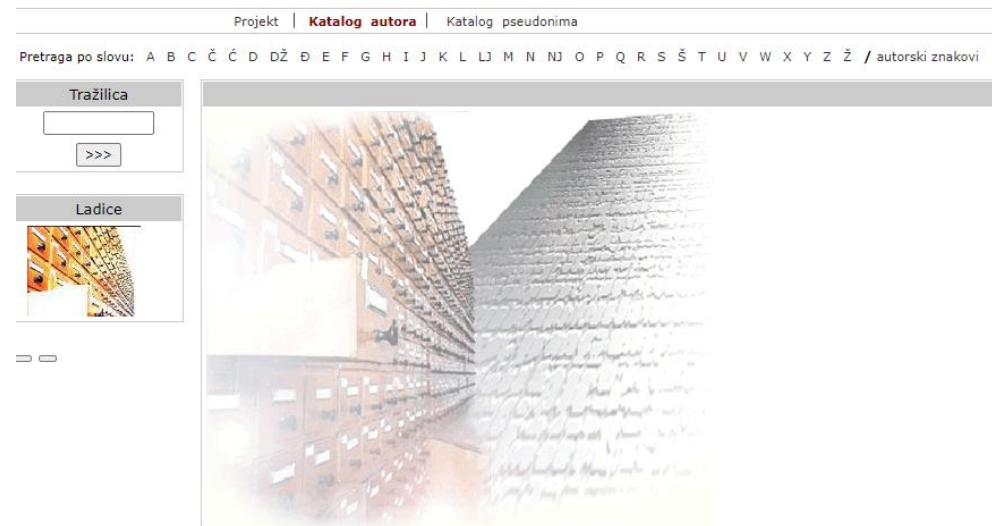 Projekt | Katalog autora | Katalog pseudonima
Pretraga po slovu: A B C Č Ć D DŽ Đ E F G H I J K L LJ M N NJ O P Q R S Š T U V W X Y Z Ž / autorski znakovi
Tražilica
>>>
Ladice